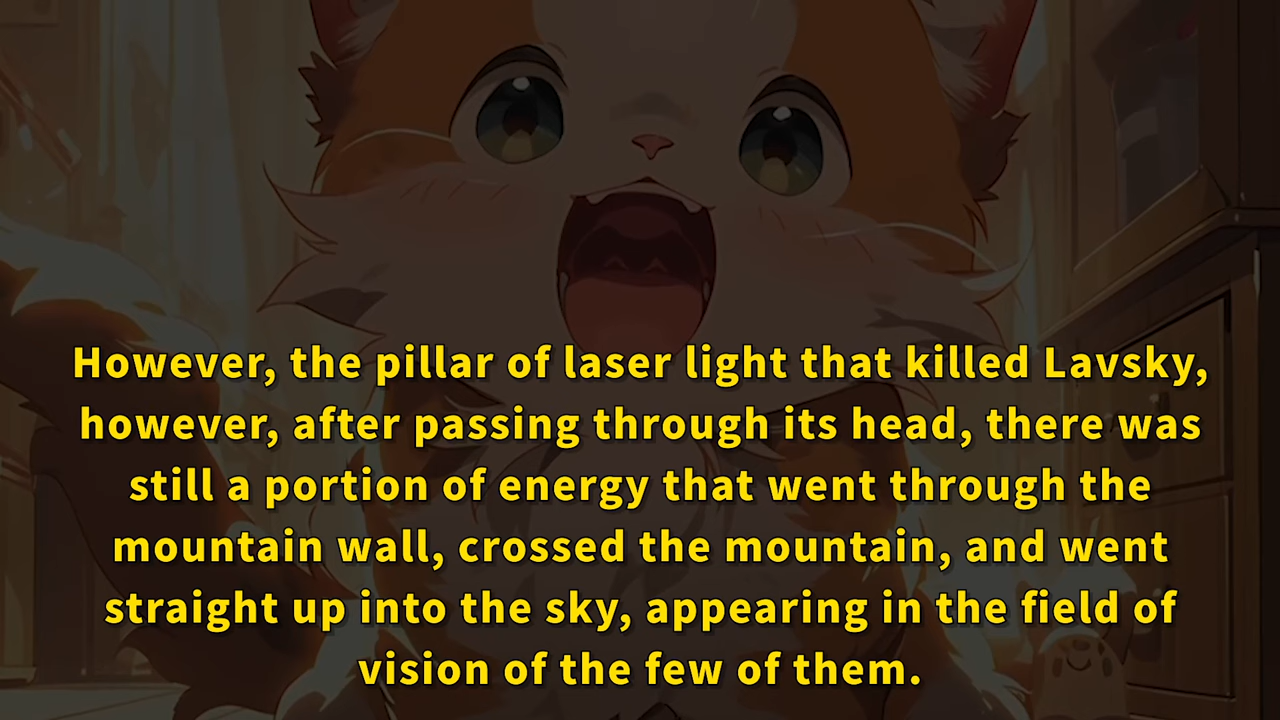 However, the pillar of laser light that killed Lavsky,
however, after passing through its head, there was
still a portion of energy that went through the
mountain wall, crossed the mountain, and went
straight up into the sky, appearing in the field of
vision of the few of them.